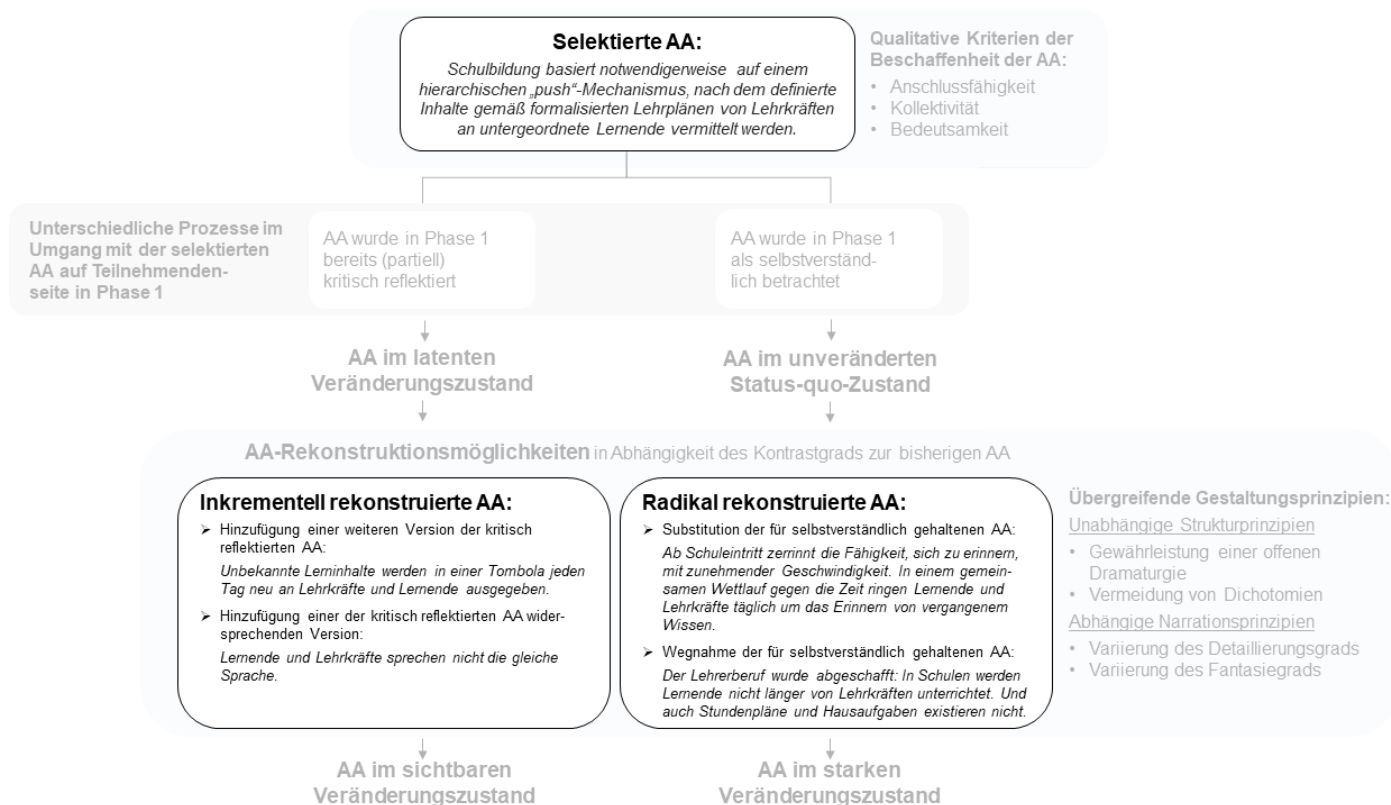 Selektierte AA:
Schulbildung basiert notwendigerweise auf einem
hierarchischen „push“-Mechanismus, nach dem definierte
Inhalte gemäß formalisierten Lehrplänen von Lehrkräften
an untergeordnete Lernende vermittelt werden.
Qualitative Kriterien der
Beschaffenheit der AA:
• Anschlussfähigkeit
• Kollektivität
• Bedeutsamkeit
Unterschiedliche Prozesse im
Umgang mit der selektierten
AA auf Teilnehmenden-
seite in Phase 1
AA wurde in Phase 1
bereits (partiell)
kritisch reflektiert
AA wurde in Phase 1
als selbstverständ-
lich betrachtet
AA im latenten
Veränderungszustand
AA im unveränderten
Status-quo-Zustand
AA-Rekonstruktionsmöglichkeiten in Abhängigkeit des Kontrastgrads zur bisherigen AA
Inkrementell rekonstruierte AA:
➢ Hinzufügung einer weiteren Version der kritisch
reflektierten AA:
Unbekannte Lerninhalte werden in einer Tombola jeden
Tag neu an Lehrkräfte und Lernende ausgegeben.
➢ Hinzufügung einer der kritisch reflektierten AA wider-
sprechenden Version:
Lernende und Lehrkräfte sprechen nicht die gleiche
Sprache.
Radikal rekonstruierte AA:
➢ Substitution der für selbstverständlich gehaltenen AA:
Ab Schuleintritt zerrinnt die Fähigkeit, sich zu erinnern,
mit zunehmender Geschwindigkeit. In einem gemein-
samen Wettlauf gegen die Zeit ringen Lernende und
Lehrkräfte täglich um das Erinnern von vergangenem
Wissen.
➢ Wegnahme der für selbstverständlich gehaltenen AA:
Der Lehrerberuf wurde abgeschafft: In Schulen werden
Lernende nicht länger von Lehrkräften unterrichtet. Und
auch Stundenpläne und Hausaufgaben existieren nicht.
Übergreifende Gestaltungsprinzipien:
Unabhängige Strukturprinzipien
• Gewährleistung einer offenen
Dramaturgie
• Vermeidung von Dichotomien
Abhängige Narrationsprinzipien
• Variierung des Detaillierungsgrads
• Variierung des Fantasiegrads
AA im sichtbaren
Veränderungszustand
AA im starken
Veränderungszustand